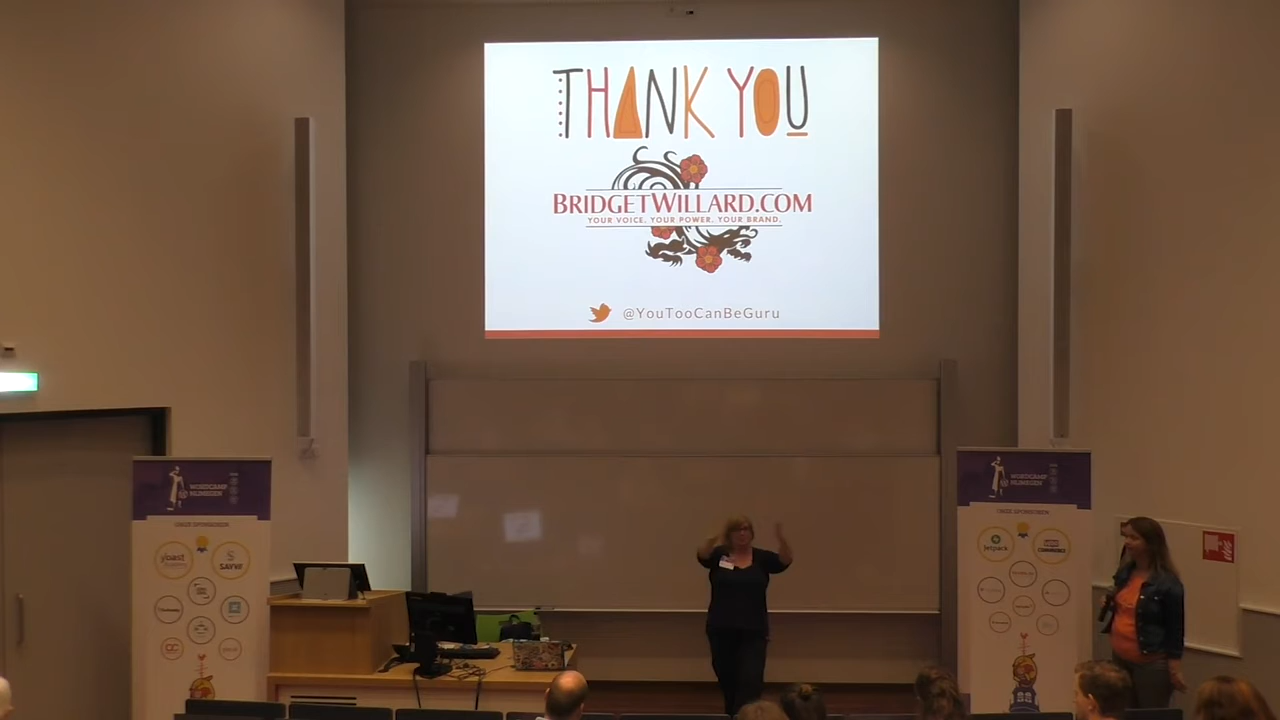 THANK YOU
BRIDGETWILLARD.COM
YOUR VOICE. YOUR POWER. YOUR BRAND.
@YouTooCanBeGuru
WORDCAMP
NIJMEGEN
ONZE SPONSOREN
yoast
SAVVII
WORDCAMP
NIJMEGEN
ONZE SPONSOREN
Jetpack